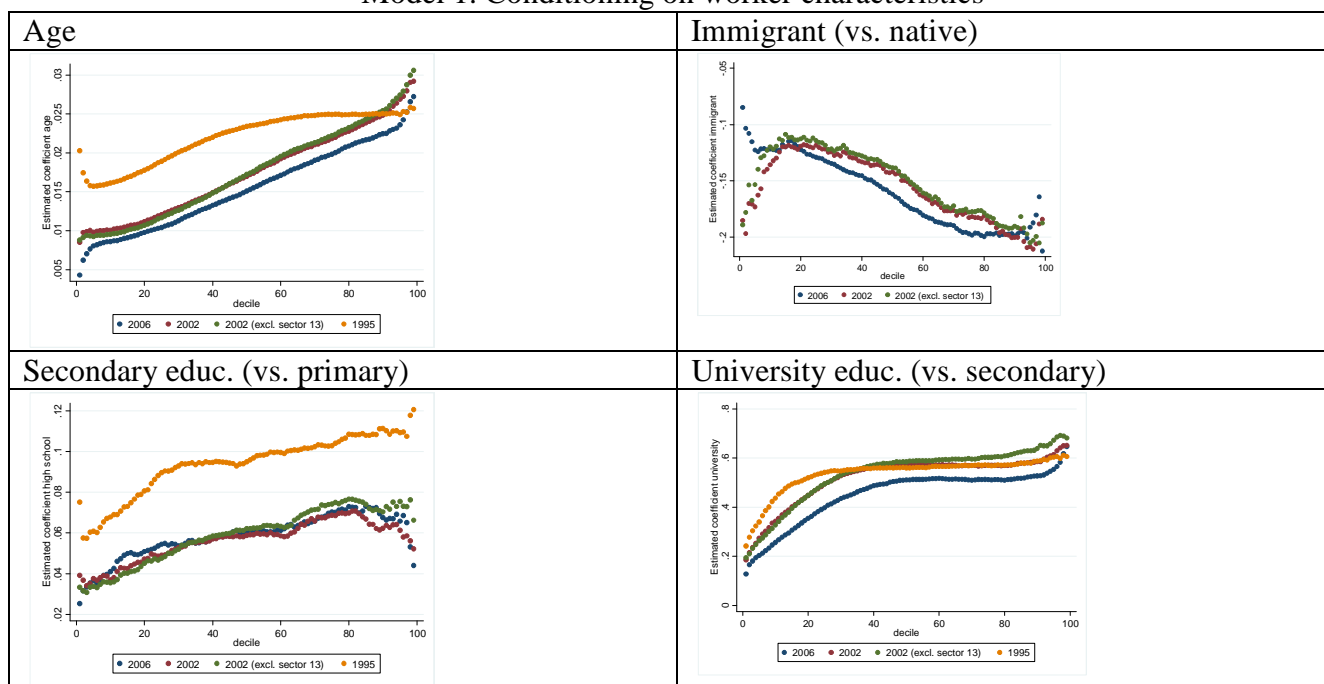 Model 1: Conditioning on worker characteristics
Age
Immigrant (vs. native)
Estimated coefficient age
.005 .01 .015 .02 .025 .03
0 20 40 60 80 100
decile
2006 2002 2002 (excl. sector 13) 1995
Estimated coefficient immigrant
-.2 -.15 -.1 -.05
0 20 40 60 80 100
decile
2006 2002 2002 (excl. sector 13)
Secondary educ. (vs. primary)
University educ. (vs. secondary)
Estimated coefficient high school
.02 .04 .06 .08 .1 .12
0 20 40 60 80 100
decile
2006 2002 2002 (excl. sector 13) 1995
Estimated coefficient university
0 .2 .4 .6 .8
0 20 40 60 80 100
decile
2006 2002 2002 (excl. sector 13) 1995